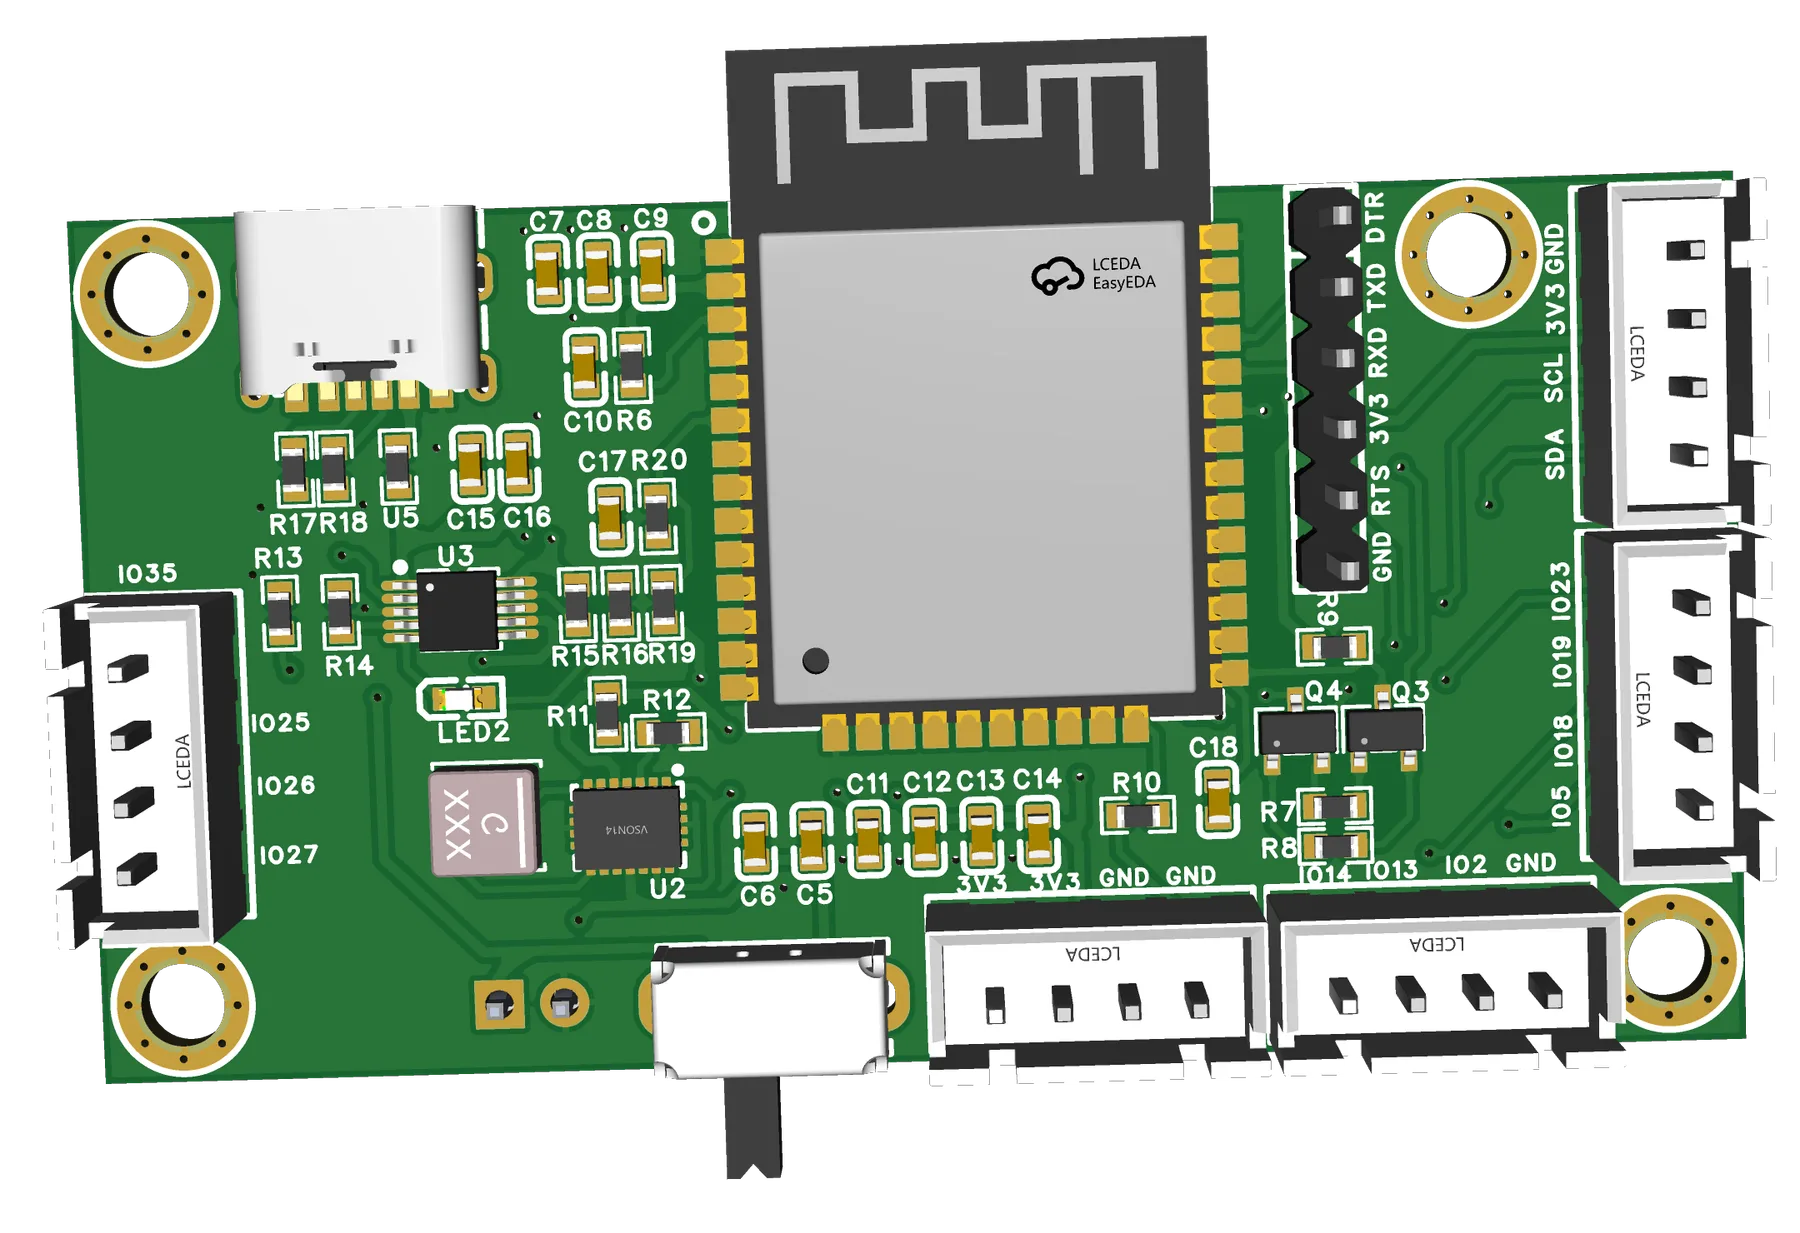 C7 C8 C9
LCEDA
EasyEDA
DTR
TXD
RXD
3V3
RTS
GND
GND
3V3
SCL
SDA
LCEDA
C10 R6
C17 R20
R17 R18 U5 C15 C16
R13
U3
IO35
R14
R15 R16 R19
R9
IO23
IO19
IO18
IO5
LCEDA
LCEDA
IO25
IO26
IO27
LED2
R11
R12
Q4
Q3
C18
C
XXX
VSON14
U2
C11 C12 C13 C14
C6 C5
R10
R7
R8
3V3 3V3 GND GND
IO14 IO13 IO2 GND
LCEDA
LCEDA